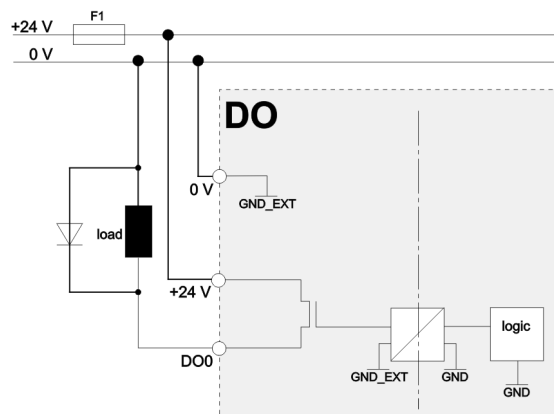 F1
+24 V
0 V
DO
0 V
GND_EXT
load
+24 V
logic
DO0
GND_EXT
GND
GND